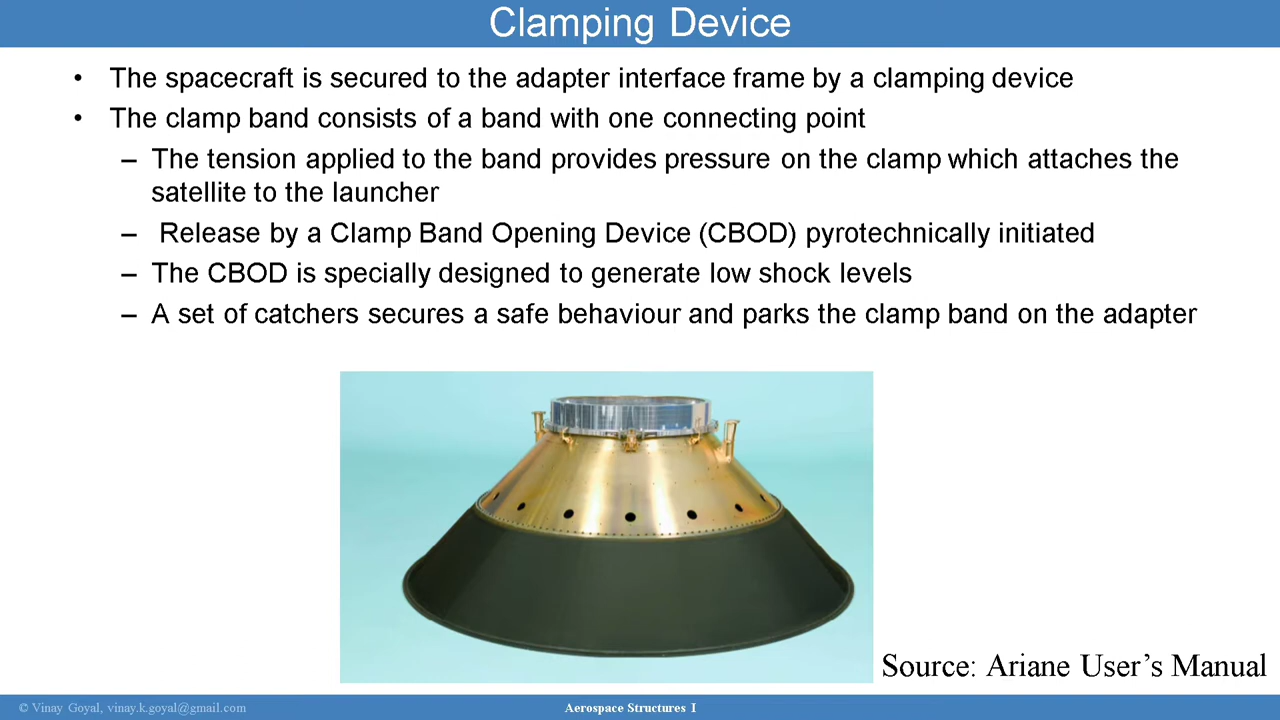 Clamping Device
• The spacecraft is secured to the adapter interface frame by a clamping device
• The clamp band consists of a band with one connecting point
– The tension applied to the band provides pressure on the clamp which attaches the
satellite to the launcher
– Release by a Clamp Band Opening Device (CBOD) pyrotechnically initiated
– The CBOD is specially designed to generate low shock levels
– A set of catchers secures a safe behaviour and parks the clamp band on the adapter
Source: Ariane User’s Manual
© Vinay Goyal, vinay.k.goyal@gmail.com
Aerospace Structures I